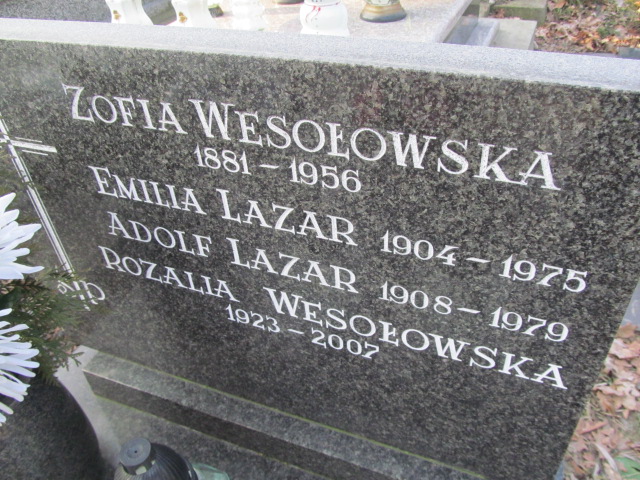 ZOFIA WESOŁOWSKA
1881-1956
EMILIA LAZAR 1904-1975
ADOLF LAZAR 1908-1979
ROZALIA WESOŁOWSKA
1923-2007